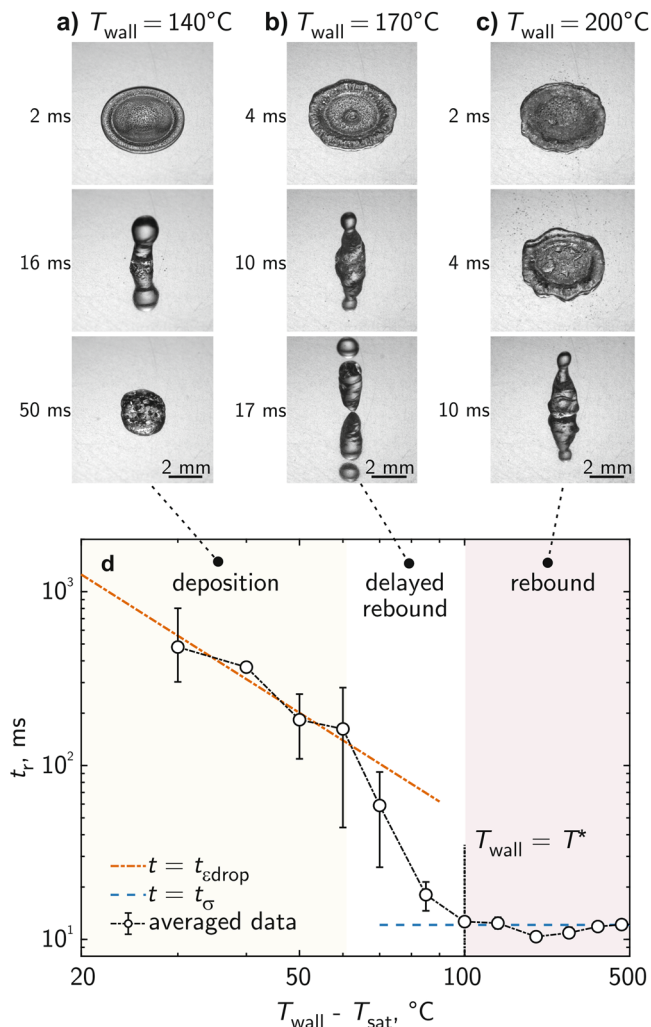 a) T_wall = 140°C b) T_wall = 170°C c) T_wall = 200°C
2 ms 4 ms 2 ms
16 ms 10 ms 4 ms
50 ms 17 ms 10 ms
2 mm 2 mm 2 mm
d
deposition delayed rebound rebound
10³
10²
10¹
t_r, ms
T_wall = T*
t = t_εdrop
t = t_σ
averaged data
20 50 100 500
T_wall - T_sat, °C